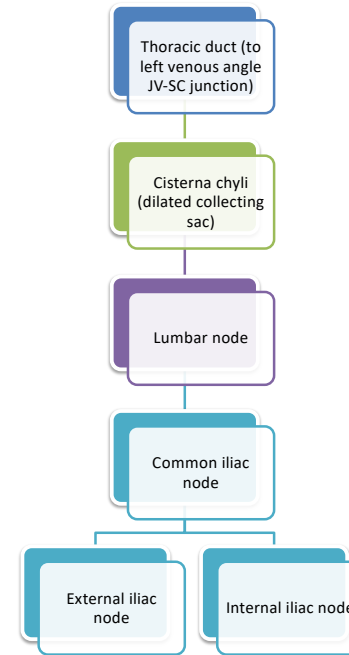 Thoracic duct (to
left venous angle
JV-SC junction)
Cisterna chyli
(dilated collecting
sac)
Lumbar node
Common iliac
node
External iliac
node
Internal iliac node